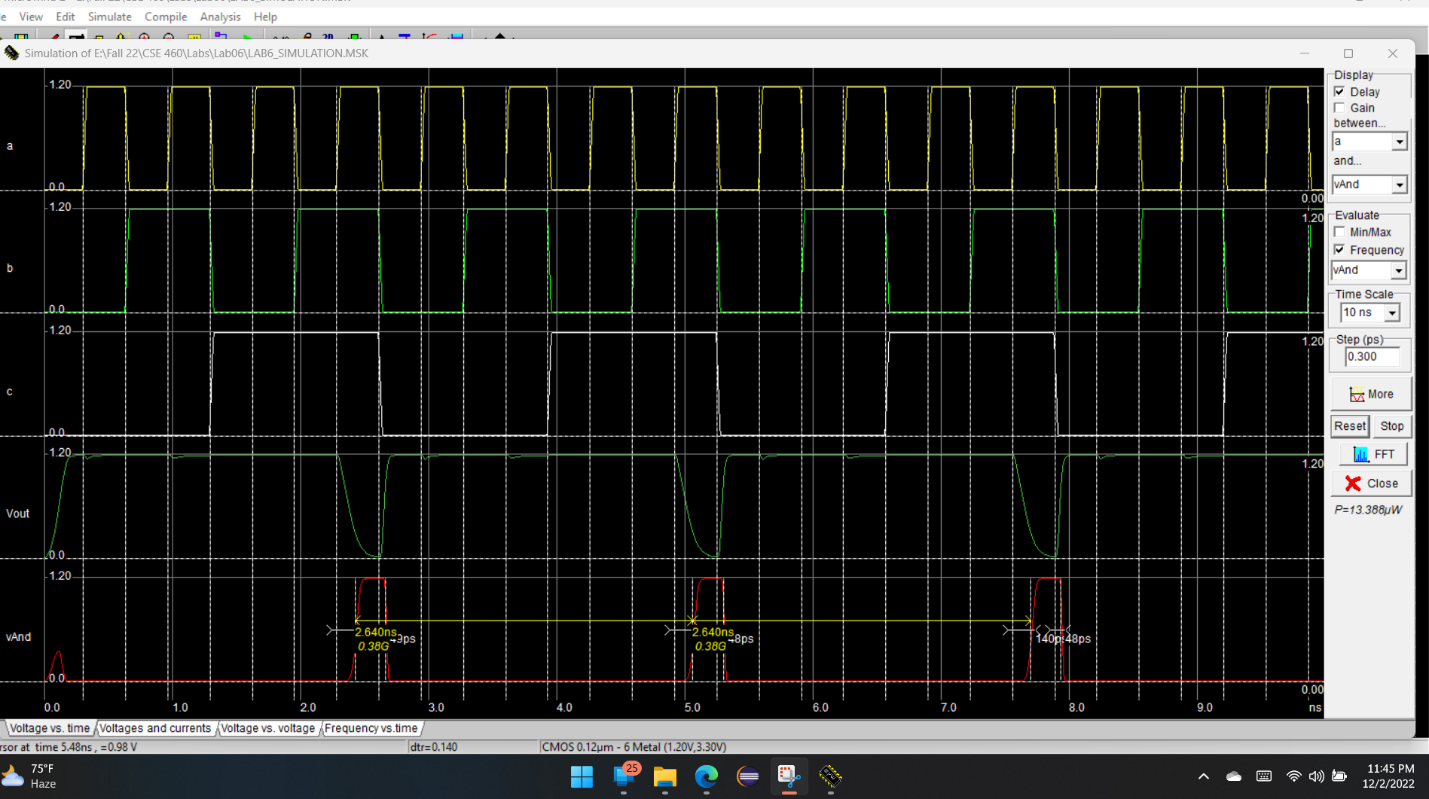 View Edit Simulate Compile Analysis Help
Simulation of E:\Fall 22\CSE 460\Labs\Lab06\LAB6_SIMULATION.MSK
1.20
a
0.0
0.00
1.20
1.20
b
0.0
1.20
1.20
c
0.0
1.20
1.20
Vout
0.0
1.20
vAnd
2.640ns
0.38G
49ps
2.640ns
0.38G
48ps
140p
48ps
0.0
0.00
0.0 1.0 2.0 3.0 4.0 5.0 6.0 7.0 8.0 9.0 ns
Display
Delay
Gain
between...
a
and...
vAnd
Evaluate
Min/Max
Frequency
vAnd
Time Scale
10 ns
Step (ps)
0.300
More
Reset Stop
FFT
Close
P=13.388µW
Voltage vs. time Voltages and currents Voltage vs. voltage Frequency vs.time
rsor at time 5.48ns , =0.98 V dtr=0.140 CMOS 0.12µm - 6 Metal (1.20V,3.30V)
75°F
Haze
25
11:45 PM
12/2/2022